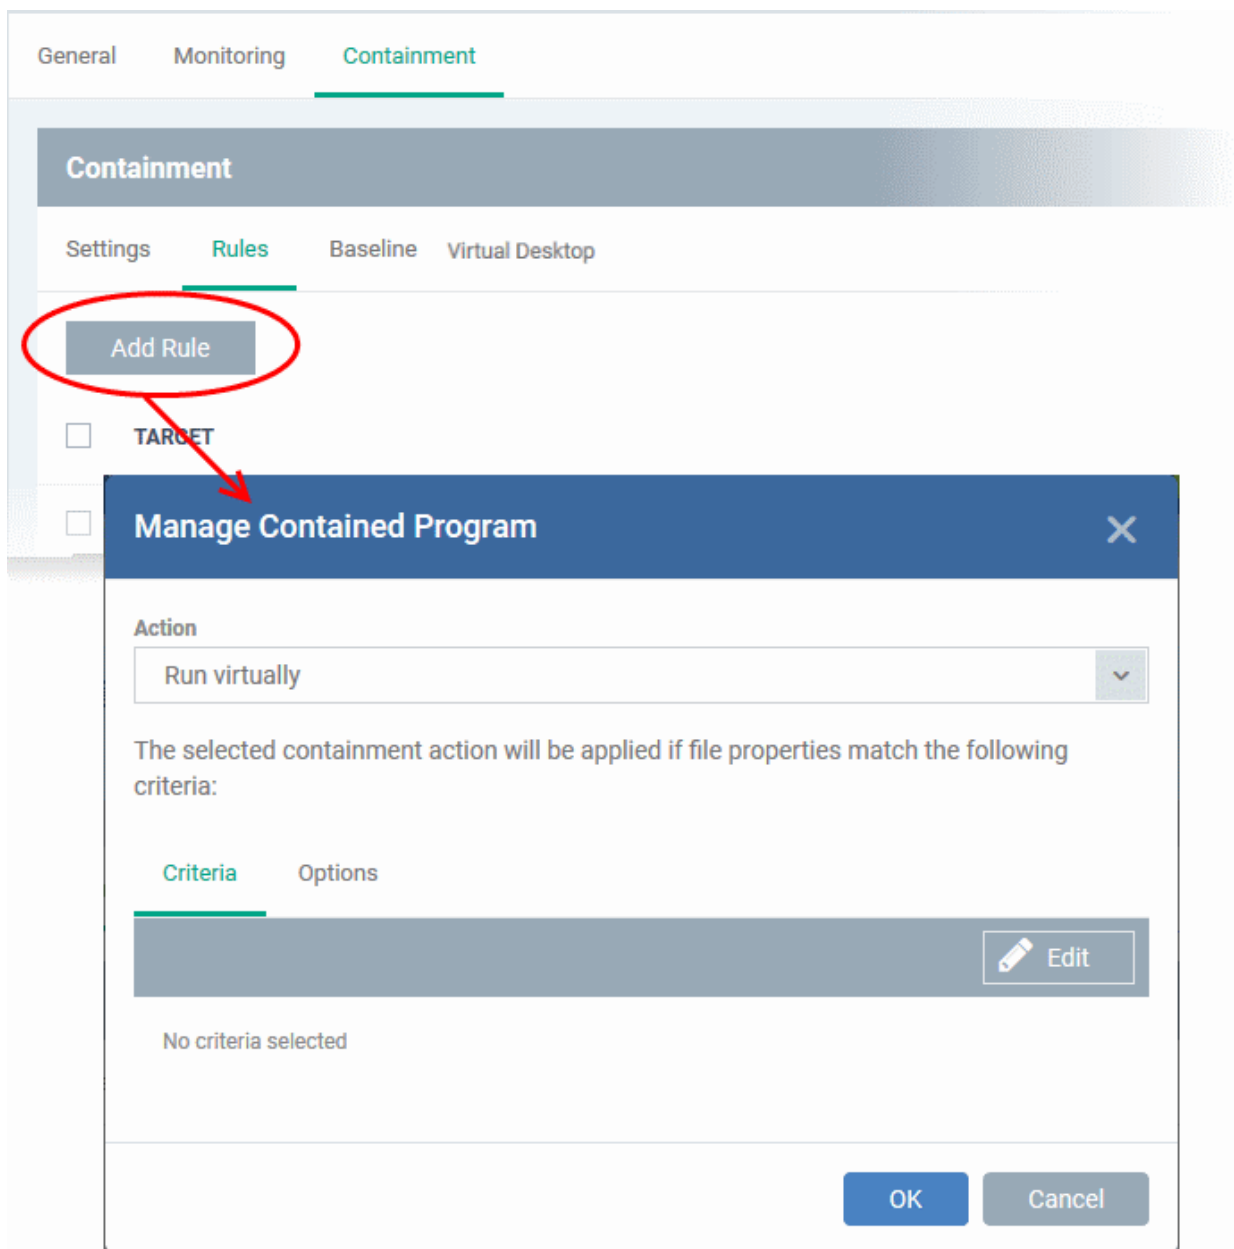 General Monitoring Containment
Containment
Settings Rules Baseline Virtual Desktop
Add Rule
TARGET
Manage Contained Program
Action
Run virtually
The selected containment action will be applied if file properties match the following
criteria:
Criteria Options
Edit
No criteria selected
OK Cancel